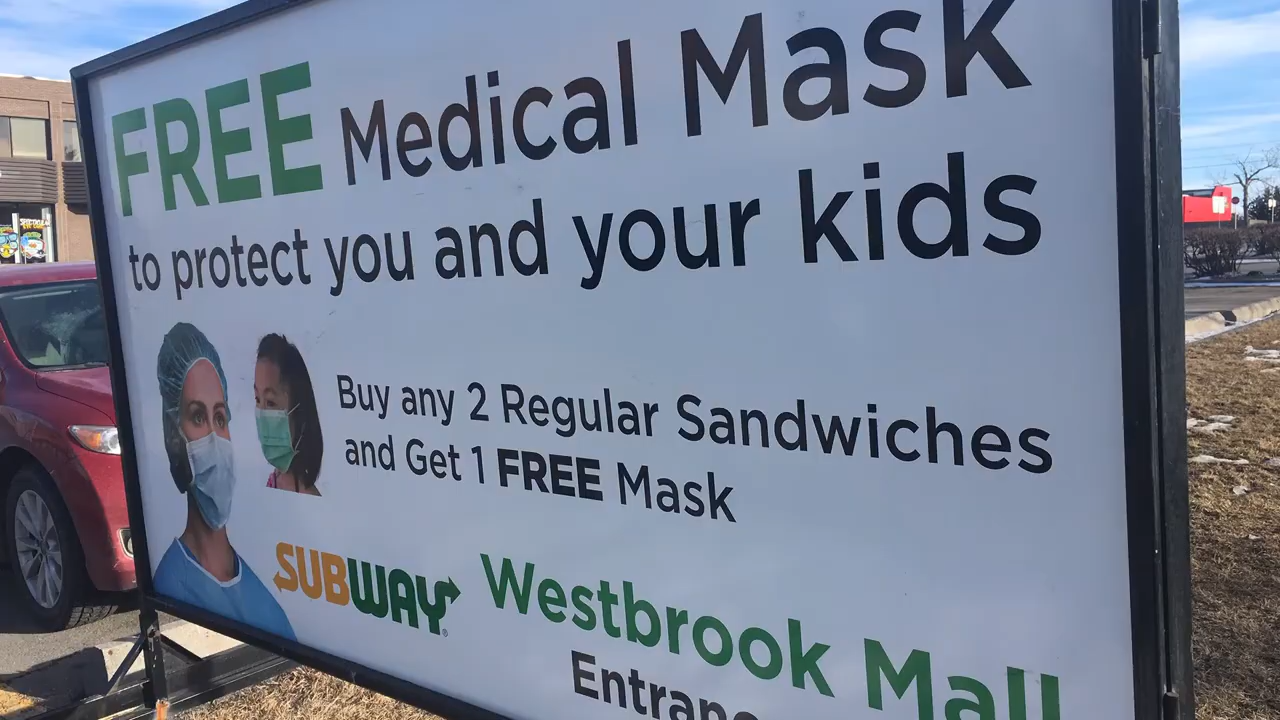 FREE Medical Mask
to protect you and your kids
Buy any 2 Regular Sandwiches
and Get 1 FREE Mask
SUBWAY Westbrook Mall